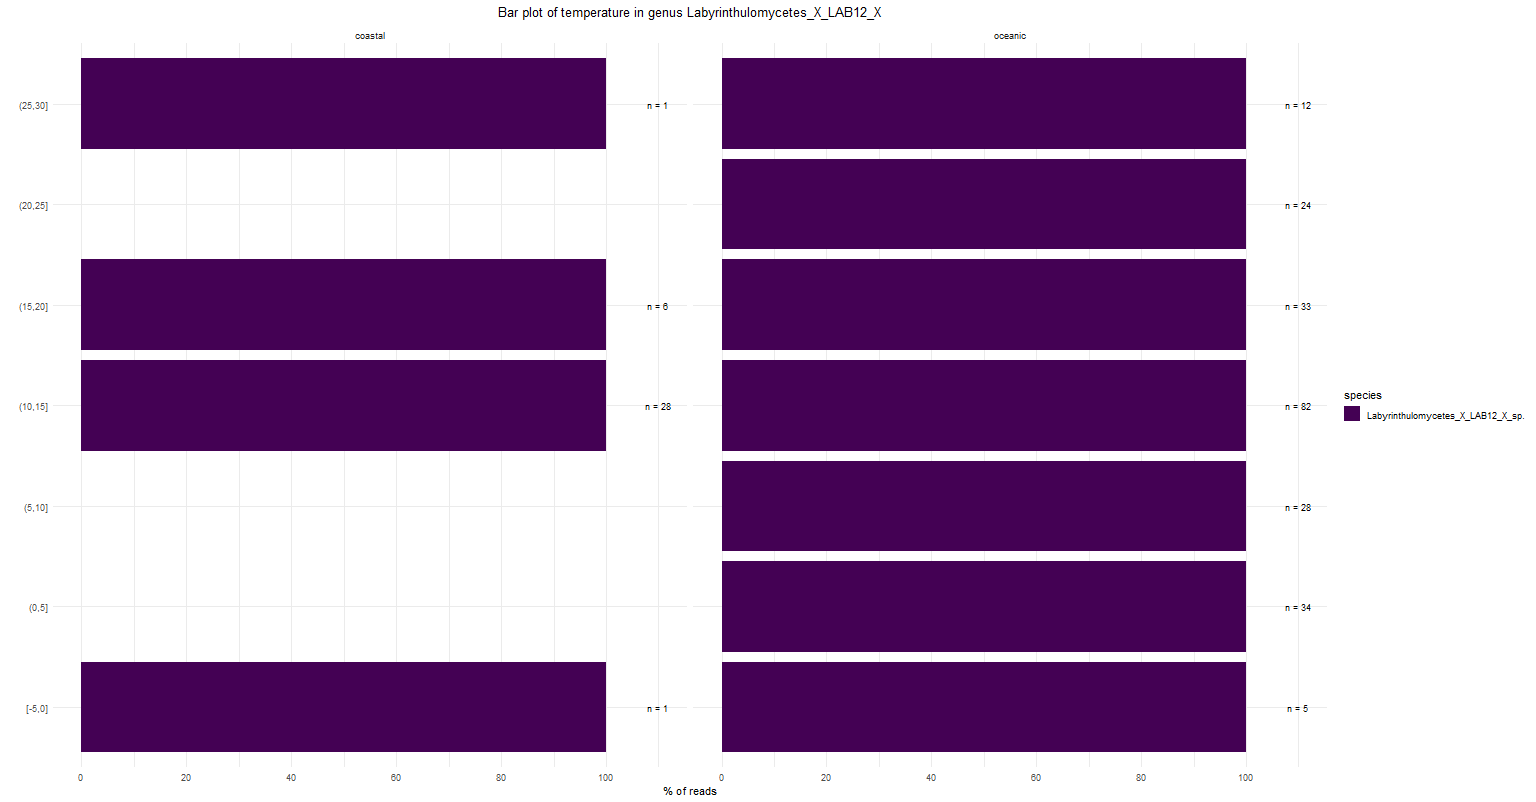 Bar plot of temperature in genus Labyrinthulomycetes_X_LAB12_X
coastal
oceanic
(25,30]
n = 1
n = 12
(20,25]
n = 24
(15,20]
n = 6
n = 33
(10,15]
n = 28
n = 82
(5,10]
n = 28
(0,5]
n = 34
[-5,0]
n = 1
n = 5
0 20 40 60 80 100
0 20 40 60 80 100
% of reads
species
Labyrinthulomycetes_X_LAB12_X_sp.